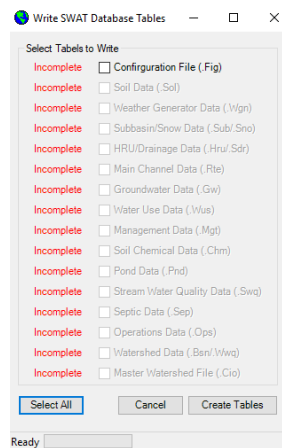 Write SWAT Database Tables
Select Tabels to Write
Incomplete Confirguration File (.Fig)
Incomplete Soil Data (.Sol)
Incomplete Weather Generator Data (.Wgn)
Incomplete Subbasin/Snow Data (.Sub/.Sno)
Incomplete HRU/Drainage Data (.Hru/.Sdr)
Incomplete Main Channel Data (.Rte)
Incomplete Groundwater Data (.Gw)
Incomplete Water Use Data (.Wus)
Incomplete Management Data (.Mgt)
Incomplete Soil Chemical Data (.Chm)
Incomplete Pond Data (.Pnd)
Incomplete Stream Water Quality Data (.Swq)
Incomplete Septic Data (.Sep)
Incomplete Operations Data (.Ops)
Incomplete Watershed Data (.Bsn/.Wwq)
Incomplete Master Watershed File (.Cio)
Select All Cancel Create Tables
Ready